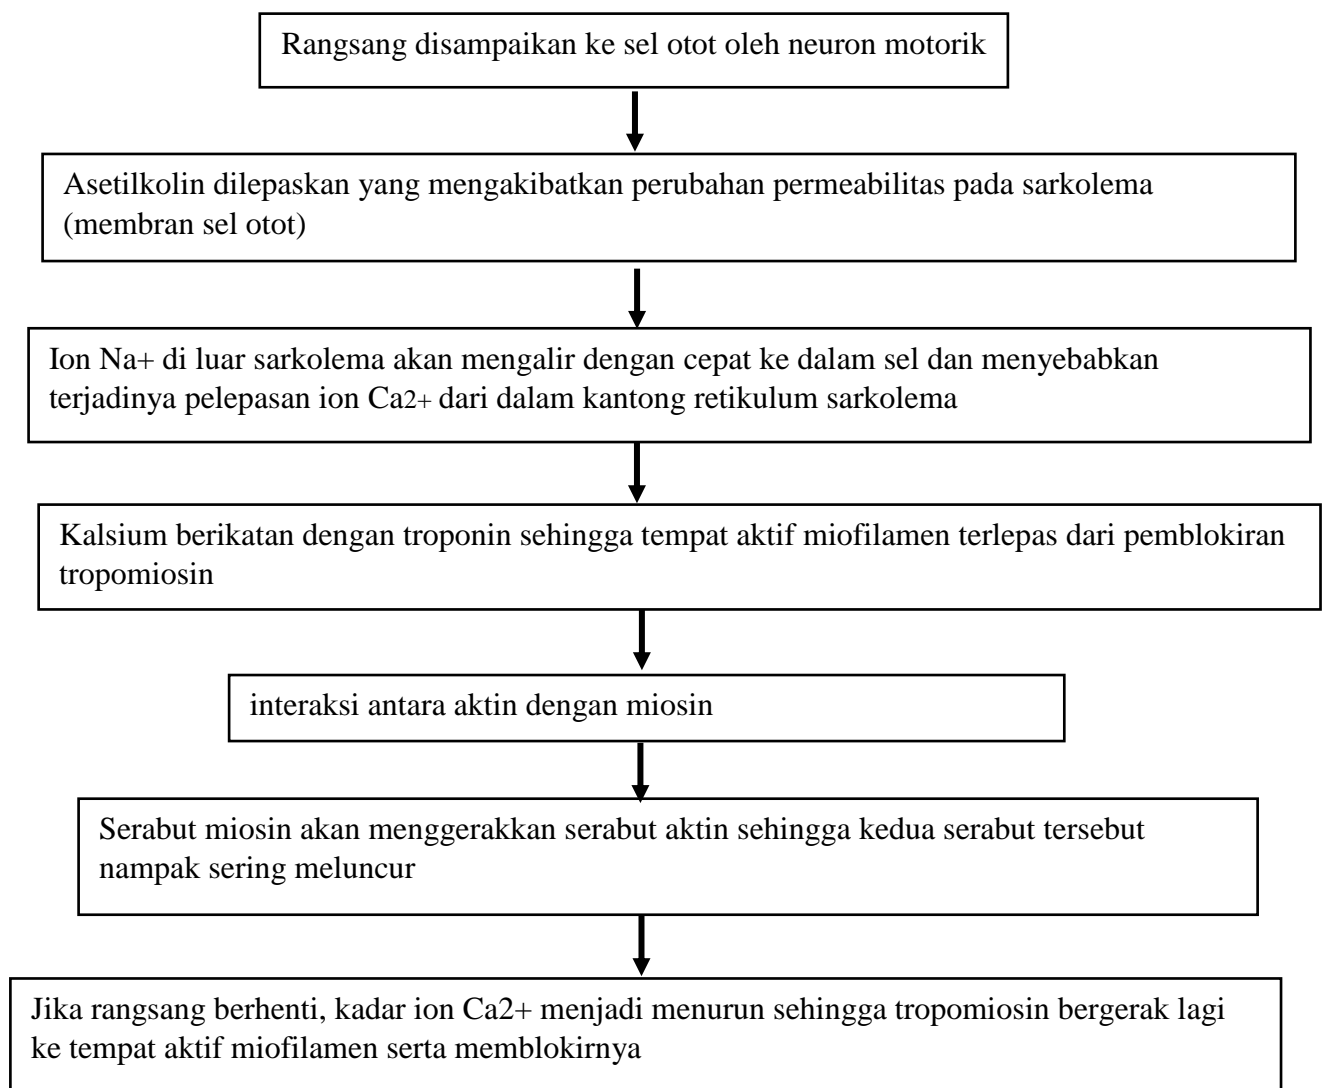 Rangsang disampaikan ke sel otot oleh neuron motorik
Asetilkolin dilepaskan yang mengakibatkan perubahan permeabilitas pada sarkolema
(membran sel otot)
Ion Na+ di luar sarkolema akan mengalir dengan cepat ke dalam sel dan menyebabkan
terjadinya pelepasan ion Ca2+ dari dalam kantong retikulum sarkolema
Kalsium berikatan dengan troponin sehingga tempat aktif miofilamen terlepas dari pemblokiran
tropomiosin
interaksi antara aktin dengan miosin
Serabut miosin akan menggerakkan serabut aktin sehingga kedua serabut tersebut
nampak sering meluncur
Jika rangsang berhenti, kadar ion Ca2+ menjadi menurun sehingga tropomiosin bergerak lagi
ke tempat aktif miofilamen serta memblokirnya